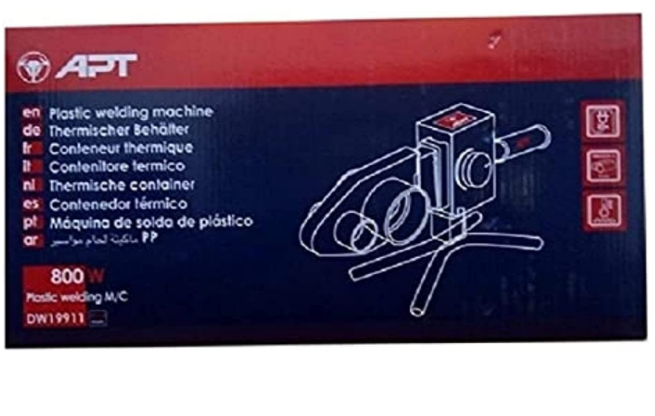 APT
en Plastic welding machine
de Thermischer Behälter
fr Conteneur thermique
it Contenitore termico
nl Thermische container
es Contenedor térmico
pt Máquina de solda de plástico
ar ماكينة لحام مواسير PP
800 W
Plastic welding M/C
DW19911